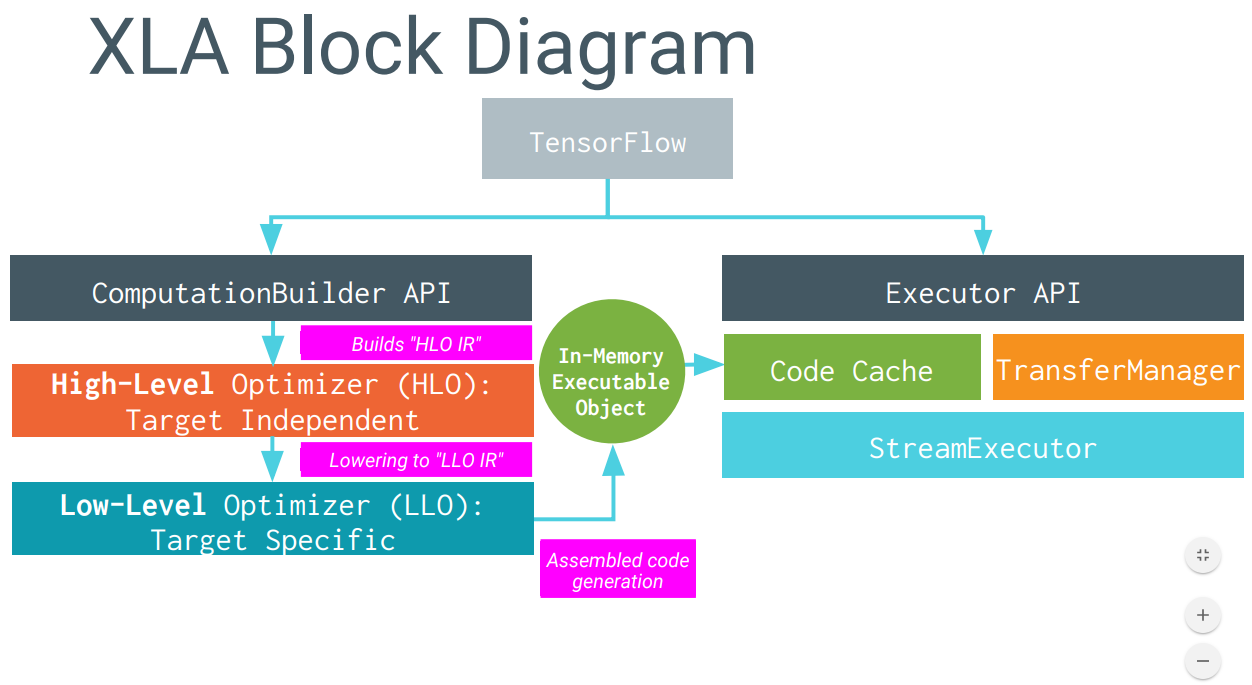 XLA Block Diagram
TensorFlow
ComputationBuilder API
Builds "HLO IR"
High-Level Optimizer (HLO):
Target Independent
Lowering to "LLO IR"
Low-Level Optimizer (LLO):
Target Specific
Assembled code
generation
In-Memory
Executable
Object
Executor API
Code Cache
TransferManager
StreamExecutor